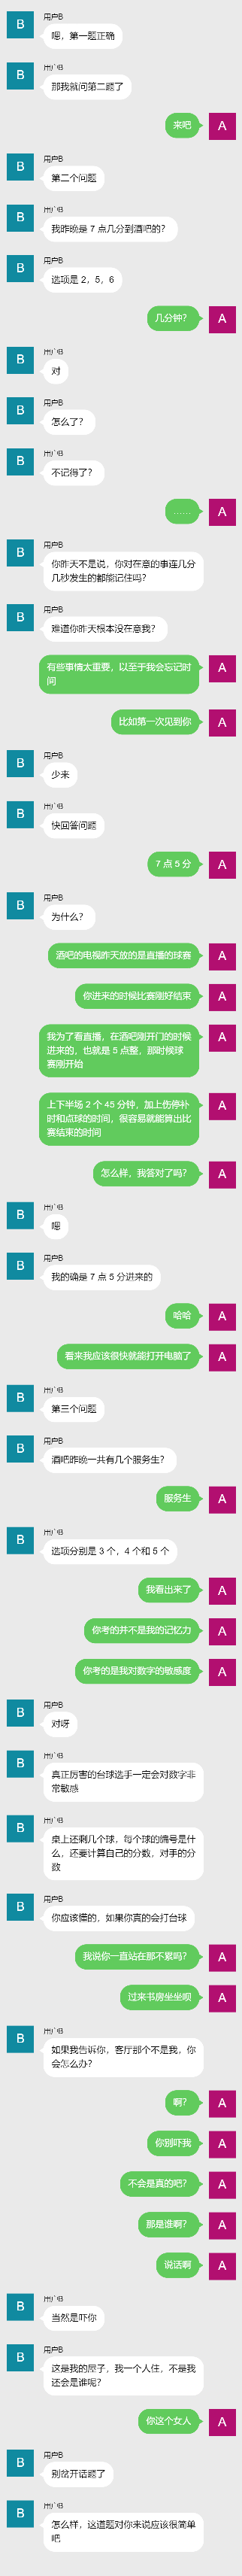 B
用户B
嗯，第一题正确
B
用户B
那我就问第二题了
来吧
A
B
用户B
第二个问题
B
用户B
我昨晚是 7 点几分到酒吧的？
B
用户B
选项是 2，5，6
几分钟？
A
B
用户B
对
B
用户B
怎么了？
B
用户B
不记得了？
……
A
B
用户B
你昨天不是说，你对在意的事连几分
几秒发生的都能记住吗？
B
用户B
难道你昨天根本没在意我？
有些事情太重要，以至于我会忘记时
间
A
比如第一次见到你
A
B
用户B
少来
B
用户B
快回答问题
7 点 5 分
A
B
用户B
为什么？
酒吧的电视昨天放的是直播的球赛
A
你进来的时候比赛刚好结束
A
我为了看直播，在酒吧刚开门的时候
进来的，也就是 5 点整，那时候球
赛刚开始
A
上下半场 2 个 45 分钟，加上伤停补
时和点球的时间，很容易就能算出比
赛结束的时间
A
怎么样，我答对了吗？
A
B
用户B
嗯
B
用户B
我的确是 7 点 5 分进来的
哈哈
A
看来我应该很快就能打开电脑了
A
B
用户B
第三个问题
B
用户B
酒吧昨晚一共有几个服务生？
服务生
A
B
用户B
选项分别是 3 个，4 个和 5 个
我看出来了
A
你考的并不是我的记忆力
A
你考的是我对数字的敏感度
A
B
用户B
对呀
B
用户B
真正厉害的台球选手一定会对数字非
常敏感
B
用户B
桌上还剩几个球，每个球的编号是什
么，还要计算自己的分数，对手的分
数
B
用户B
你应该懂的，如果你真的会打台球
我说你一直站在那不累吗？
A
过来书房坐坐呗
A
B
用户B
如果我告诉你，客厅那个不是我，你
会怎么办？
啊？
A
你别吓我
A
不会是真的吧？
A
那是谁啊？
A
说话啊
A
B
用户B
当然是吓你
B
用户B
这是我的屋子，我一个人住，不是我
还会是谁呢？
你这个女人
A
B
用户B
别岔开话题了
B
用户B
怎么样，这道题对你来说应该很简单
吧